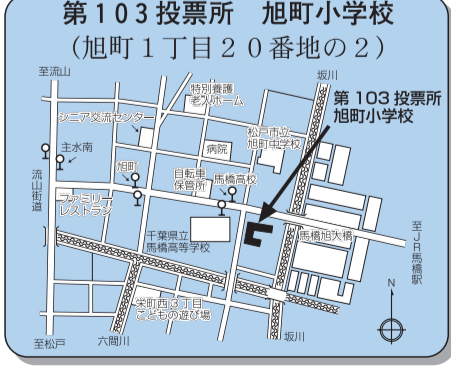 第103投票所　旭町小学校
(旭町1丁目20番地の2)
至流山
坂川
特別養護
老人ホーム
第103投票所
旭町小学校
シニア交流センター
松戸市立
旭町中学校
病院
主水南
旭町
自転車
保管所
馬橋高校
流山街道
ファミリー
レストラン
千葉県立
馬橋高等学校
馬橋旭大橋
至JR馬橋駅
N
栄町西3丁目
こどもの遊び場
至松戸
六間川
坂川